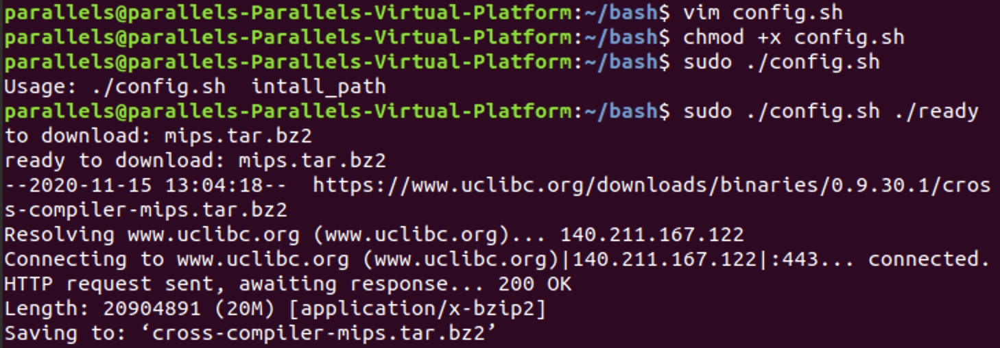 parallels@parallels-Parallels-Virtual-Platform:~/bash$ vim config.sh
parallels@parallels-Parallels-Virtual-Platform:~/bash$ chmod +x config.sh
parallels@parallels-Parallels-Virtual-Platform:~/bash$ sudo ./config.sh
Usage: ./config.sh  intall_path
parallels@parallels-Parallels-Virtual-Platform:~/bash$ sudo ./config.sh ./ready
to download: mips.tar.bz2
ready to download: mips.tar.bz2
--2020-11-15 13:04:18--  https://www.uclibc.org/downloads/binaries/0.9.30.1/cros
s-compiler-mips.tar.bz2
Resolving www.uclibc.org (www.uclibc.org)... 140.211.167.122
Connecting to www.uclibc.org (www.uclibc.org)|140.211.167.122|:443... connected.
HTTP request sent, awaiting response... 200 OK
Length: 20904891 (20M) [application/x-bzip2]
Saving to: ‘cross-compiler-mips.tar.bz2’